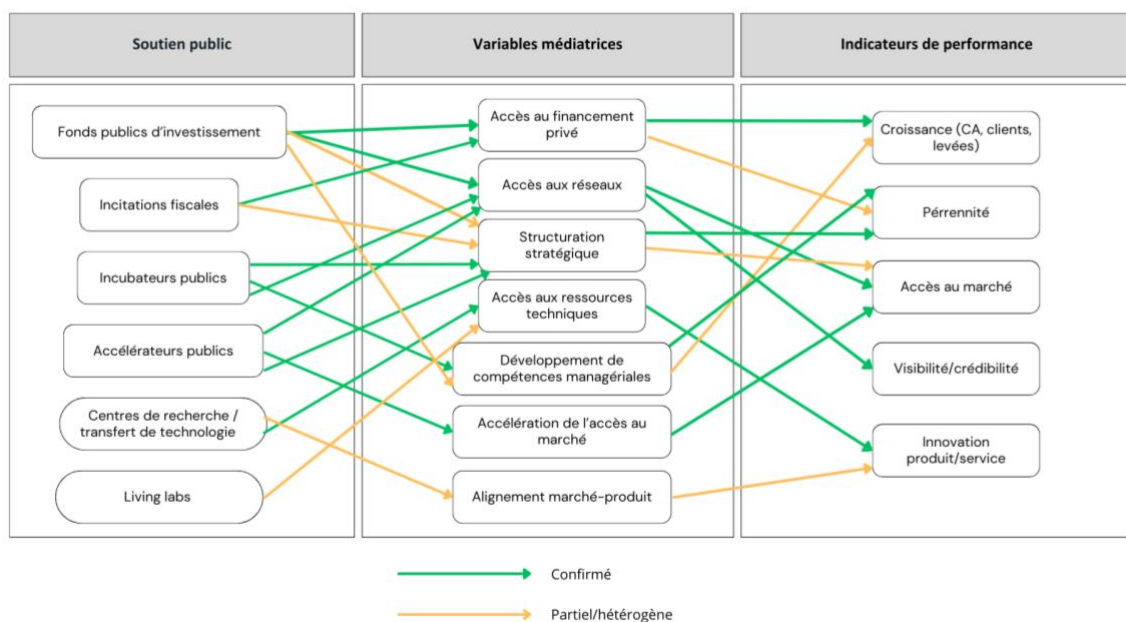 Soutien public
Variables médiatrices
Indicateurs de performance
Fonds publics d'investissement
Incitations fiscales
Incubateurs publics
Accélérateurs publics
Centres de recherche /
transfert de technologie
Living labs
Accès au financement
privé
Accès aux réseaux
Structuration
stratégique
Accès aux ressources
techniques
Développement de
compétences managériales
Accélération de l'accès au
marché
Alignement marché-produit
Croissance (CA, clients,
levées)
Pérrennité
Accès au marché
Visibilité/crédibilité
Innovation
produit/service
Confirmé
Partiel/hétérogène